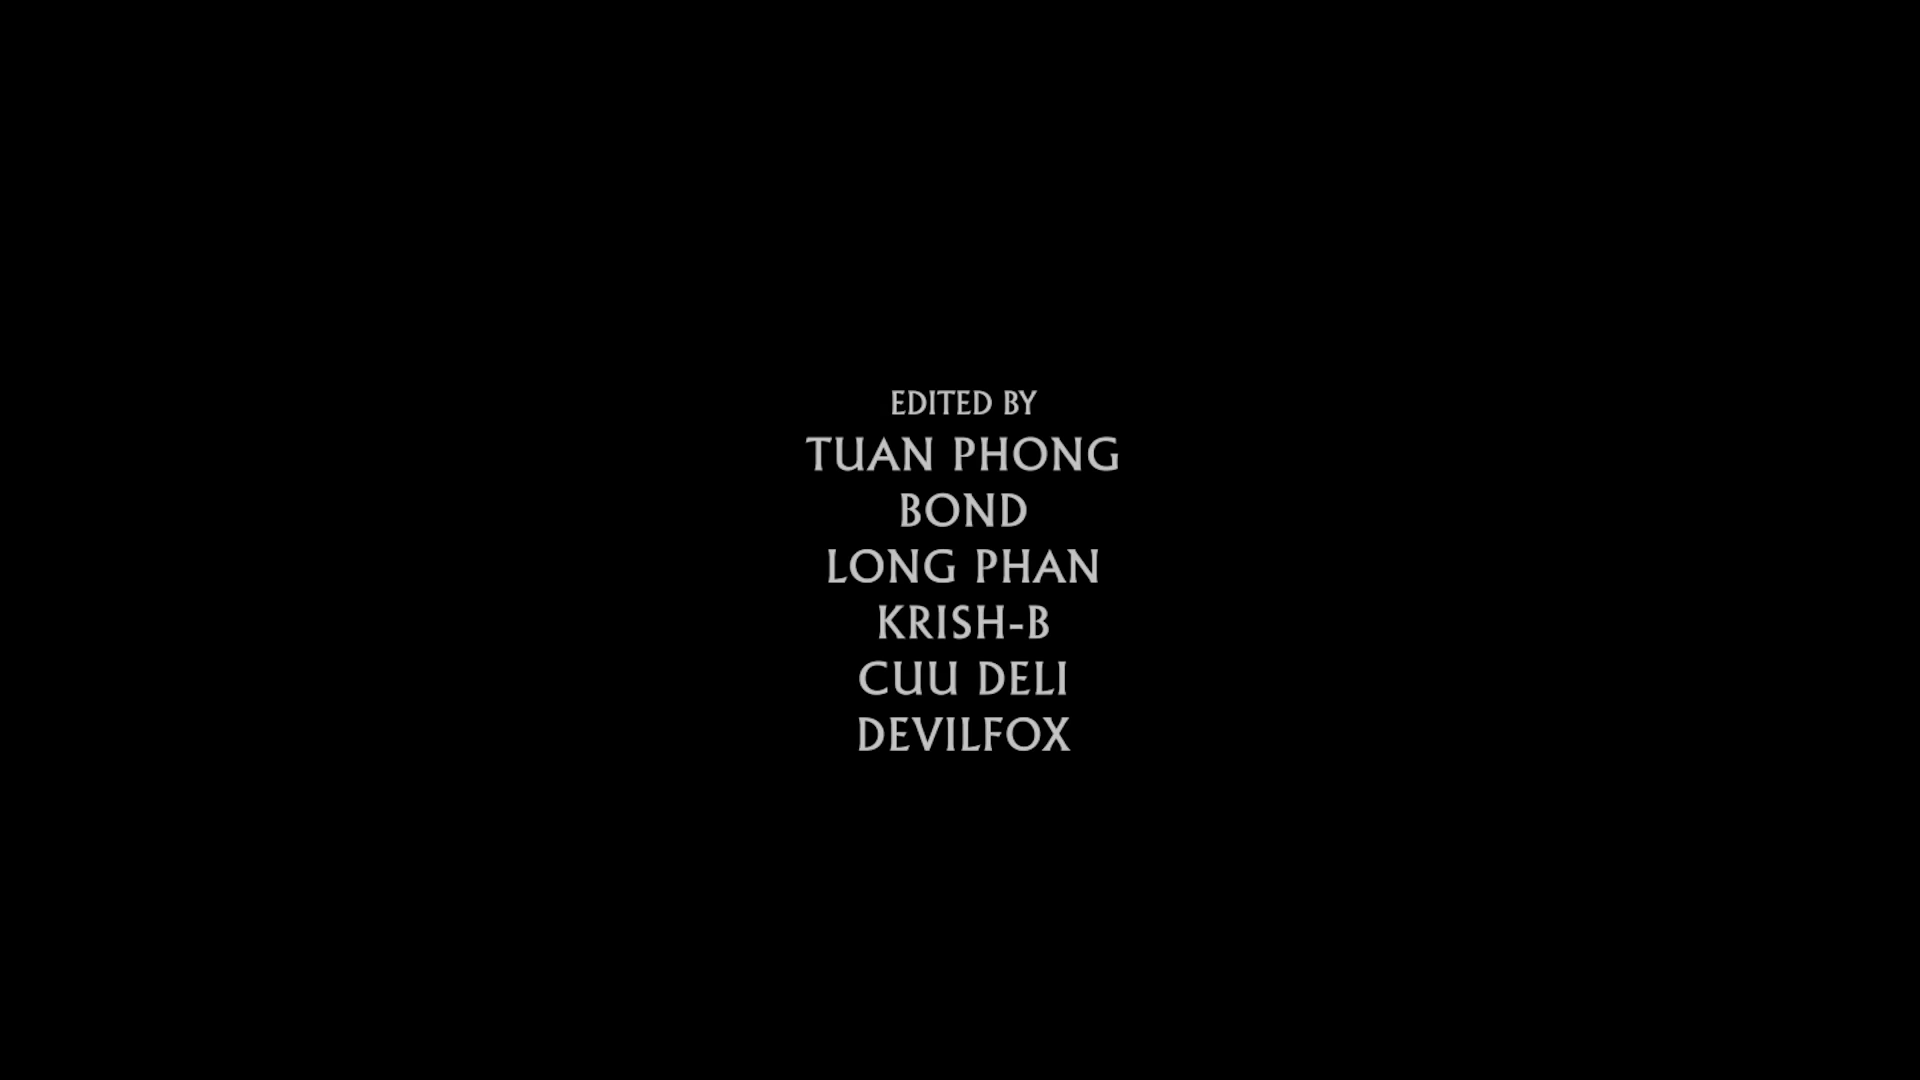 EDITED BY
TUAN PHONG
BOND
LONG PHAN
KRISH-B
CUU DELI
DEVILFOX